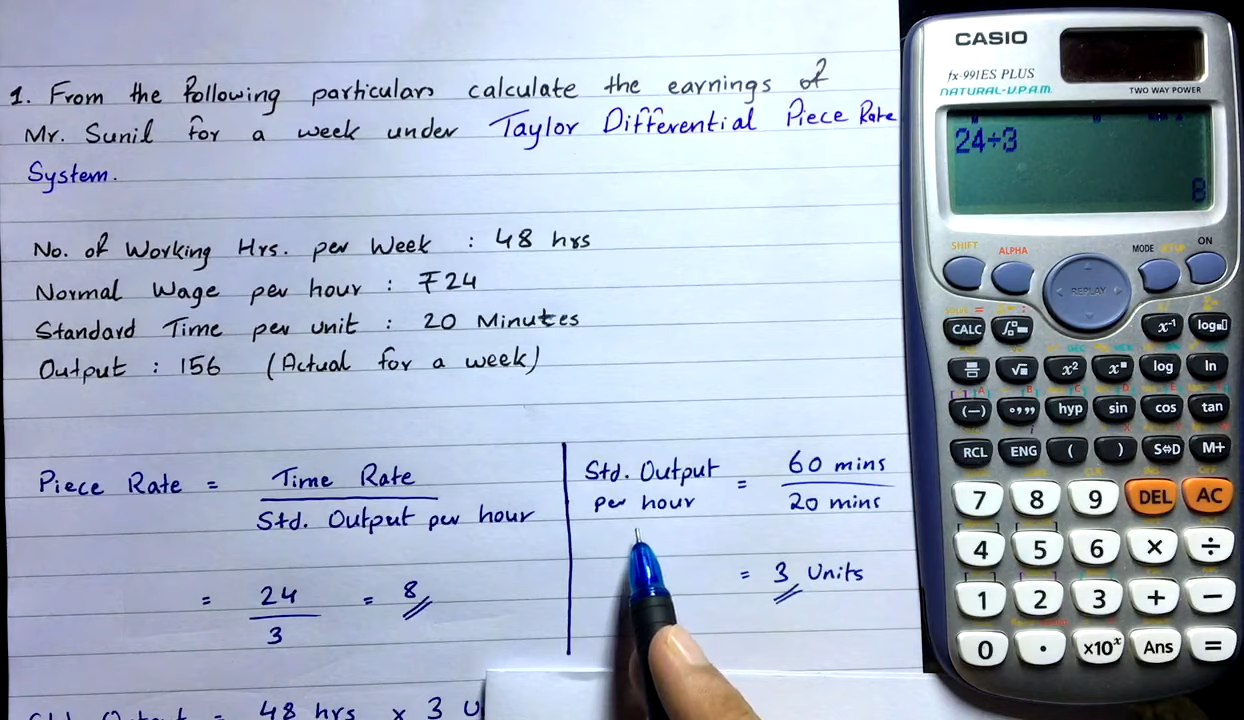 1. From the following particulars calculate the earnings of
Mr. Sunil for a week under Taylor Differential Piece Rate
System.
No. of Working Hrs. per Week : 48 hrs
Normal Wage per hour : ₹24
Standard Time per unit : 20 Minutes
Output : 156 (Actual for a week)
Piece Rate = Time Rate
Std. Output per hour
= 24 = 8
3
Std. Output = 60 mins
per hour 20 mins
= 3 Units
48 hrs x 3 U
CASIO
fx-991ES PLUS
NATURAL-V.P.A.M.
TWO WAY POWER
24÷3
8
SHIFT ALPHA MODE SETUP ON
REPLAY
CALC x⁻¹ log
x² log ln
(−) hyp sin cos tan
RCL ENG ( ) S⇔D M+
7 8 9 DEL AC
4 5 6 × ÷
1 2 3 + −
0 • ×10ˣ Ans =